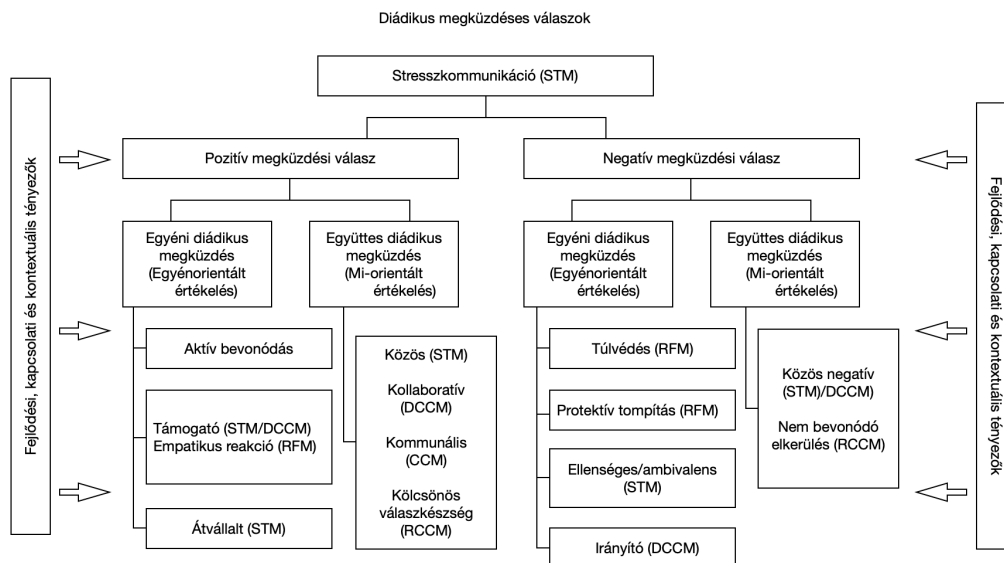 Diádikus megküzdéses válaszok
Stresszkommunikáció (STM)
Fejlődési, kapcsolati és kontextuális tényezők
Pozitív megküzdési válasz
Negatív megküzdési válasz
Fejlődési, kapcsolati és kontextuális tényezők
Egyéni diádikus
megküzdés
(Egyénorientált
értékelés)
Együttes diádikus
megküzdés
(Mi-orientált
értékelés)
Egyéni diádikus
megküzdés
(Egyénorientált
értékelés)
Együttes diádikus
megküzdés
(Mi-orientált
értékelés)
Aktív bevonódás
Támogató (STM/DCCM)
Empatikus reakció (RFM)
Átvállalt (STM)
Közös (STM)
Kollaboratív
(DCCM)
Kommunális
(CCM)
Kölcsönös
válaszkészség
(RCCM)
Túlvédés (RFM)
Protektív tompítás (RFM)
Ellenséges/ambivalens
(STM)
Irányító (DCCM)
Közös negatív
(STM)/DCCM)
Nem bevonódó
elkerülés (RCCM)